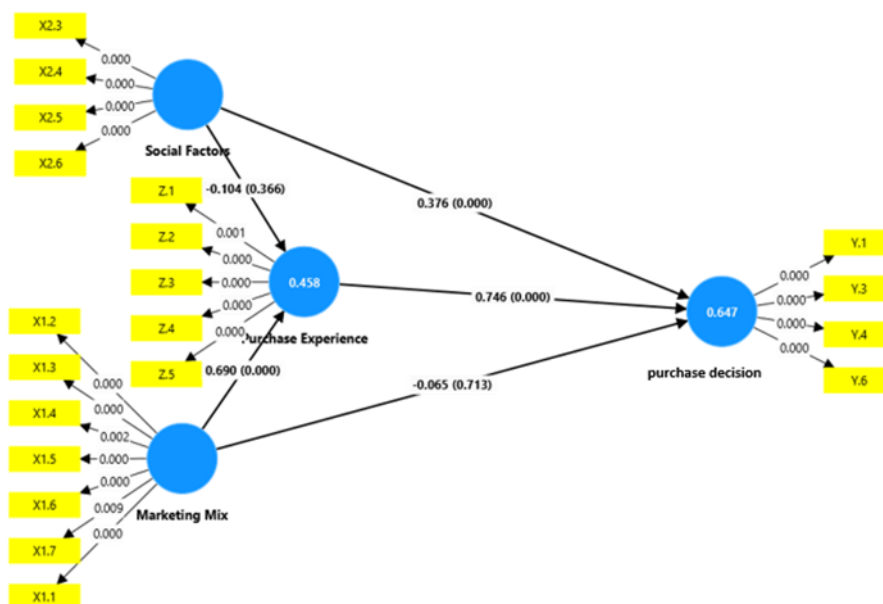 X2.3
0.000
X2.4
0.000
X2.5
0.000
0.000
X2.6
Social Factors
Z.1
-0.104 (0.366)
0.376 (0.000)
0.001
Z.2
0.000
Z.3
0.000
0.458
Z.4
0.000
0.000
Purchase Experience
Z.5
0.690 (0.000)
0.746 (0.000)
-0.065 (0.713)
X1.2
0.000
X1.3
0.000
X1.4
0.002
X1.5
0.000
X1.6
0.000
X1.7
0.009
0.000
X1.1
Marketing Mix
Y.1
0.000
Y.3
0.000
0.647
Y.4
0.000
0.000
Y.6
purchase decision